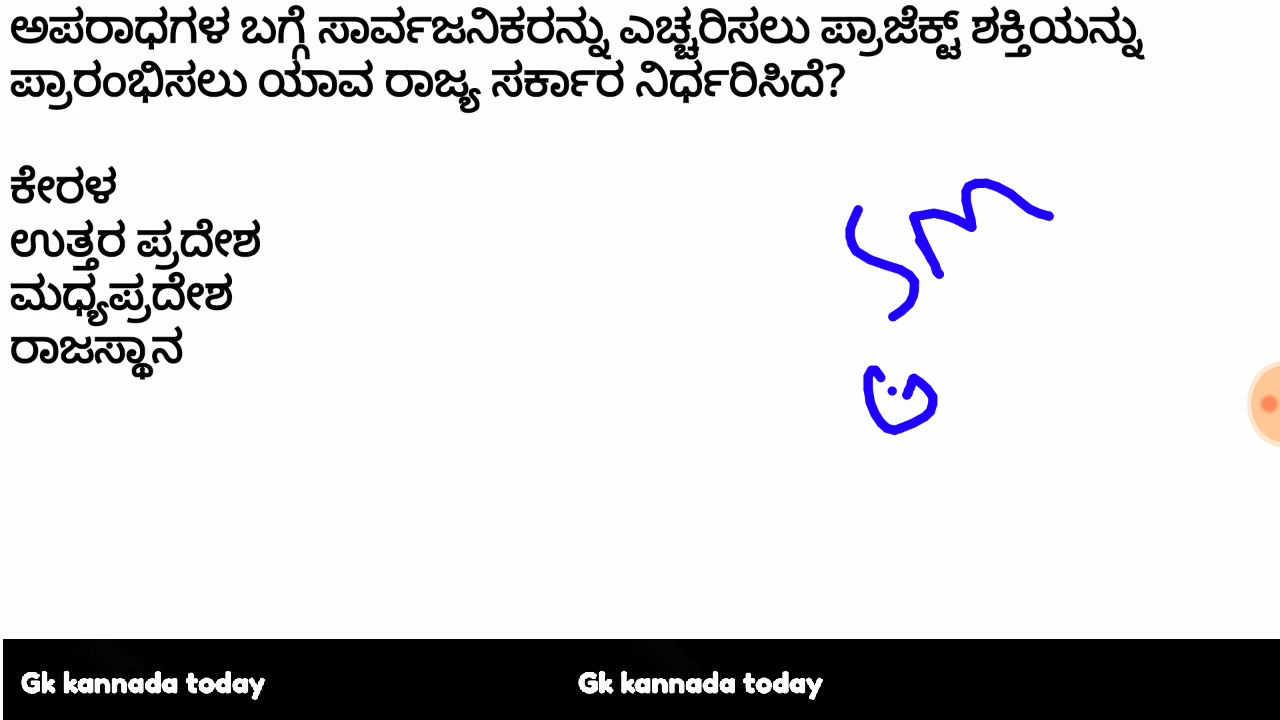 ಅಪರಾಧಗಳ ಬಗ್ಗೆ ಸಾರ್ವಜನಿಕರನ್ನು ಎಚ್ಚರಿಸಲು ಪ್ರಾಜೆಕ್ಟ್ ಶಕ್ತಿಯನ್ನು
ಪ್ರಾರಂಭಿಸಲು ಯಾವ ರಾಜ್ಯ ಸರ್ಕಾರ ನಿರ್ಧರಿಸಿದೆ?
ಕೇರಳ
ಉತ್ತರ ಪ್ರದೇಶ
ಮಧ್ಯಪ್ರದೇಶ
ರಾಜಸ್ಥಾನ
Gk kannada today Gk kannada today